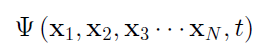 Ψ (x₁, x₂, x₃ ⋯ x_N, t)